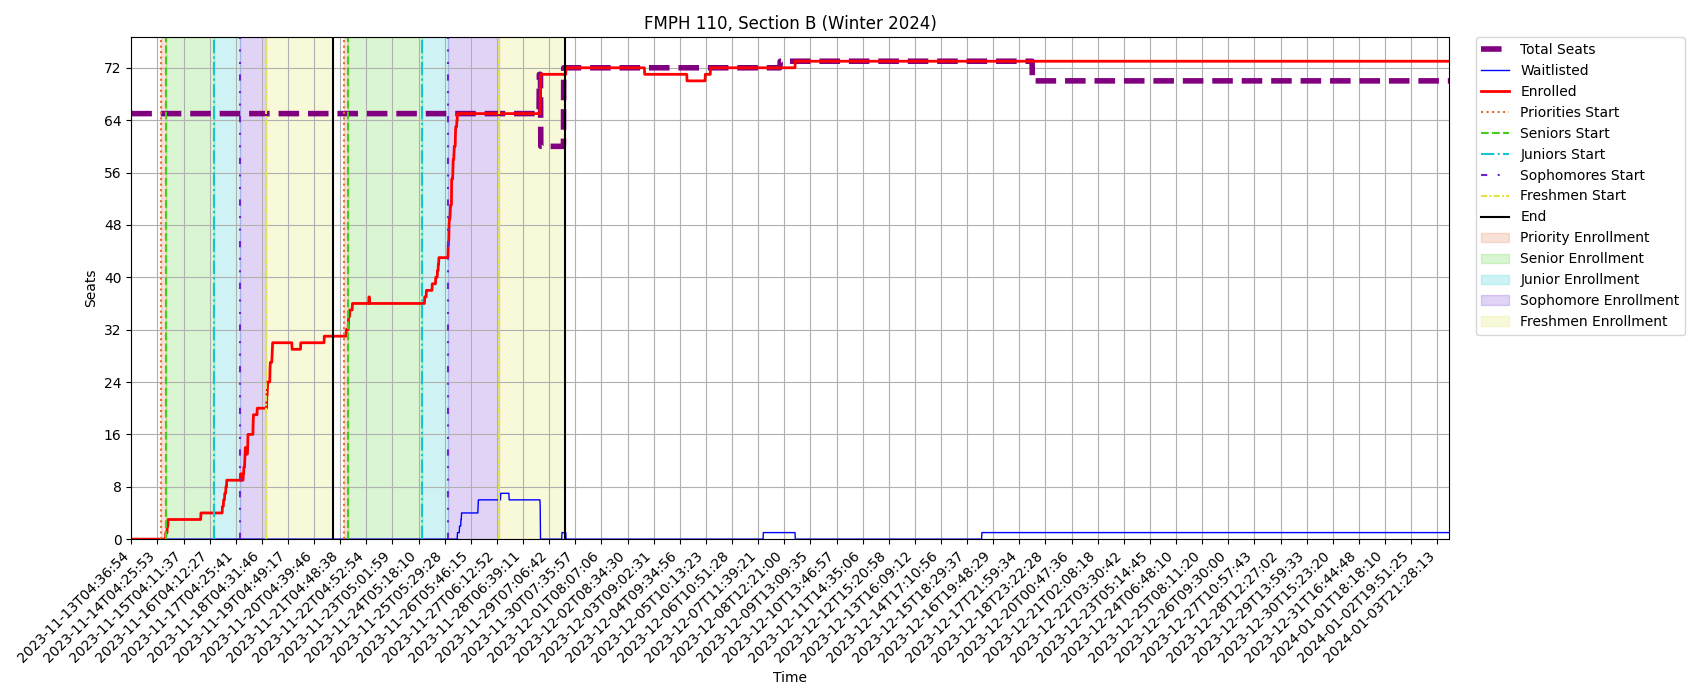 FMPH 110, Section B (Winter 2024)
Seats
72
64
56
48
40
32
24
16
8
0
2023-11-13T04:36:54
2023-11-14T04:25:53
2023-11-15T04:11:37
2023-11-16T04:12:27
2023-11-17T04:25:41
2023-11-18T04:31:46
2023-11-19T04:49:17
2023-11-20T04:39:46
2023-11-21T04:48:38
2023-11-22T04:52:54
2023-11-23T05:01:59
2023-11-24T05:18:10
2023-11-25T05:29:28
2023-11-26T05:46:15
2023-11-27T06:12:52
2023-11-28T06:39:11
2023-11-29T07:06:42
2023-11-30T07:35:57
2023-12-01T08:07:06
2023-12-02T08:34:30
2023-12-03T09:02:31
2023-12-04T09:34:56
2023-12-05T10:13:23
2023-12-06T10:51:28
2023-12-07T11:39:21
2023-12-08T12:21:00
2023-12-09T13:09:35
2023-12-10T13:46:57
2023-12-11T14:35:06
2023-12-12T15:20:58
2023-12-13T16:09:12
2023-12-14T17:10:56
2023-12-15T18:29:37
2023-12-16T19:48:29
2023-12-17T21:59:34
2023-12-18T23:22:28
2023-12-20T00:47:36
2023-12-21T02:08:18
2023-12-22T03:30:42
2023-12-23T05:14:45
2023-12-24T06:48:10
2023-12-25T08:11:20
2023-12-26T09:30:00
2023-12-27T10:57:43
2023-12-28T12:27:02
2023-12-29T13:59:33
2023-12-30T15:23:20
2023-12-31T16:44:48
2024-01-01T18:18:10
2024-01-02T19:51:25
2024-01-03T21:28:13
Time
Total Seats
Waitlisted
Enrolled
Priorities Start
Seniors Start
Juniors Start
Sophomores Start
Freshmen Start
End
Priority Enrollment
Senior Enrollment
Junior Enrollment
Sophomore Enrollment
Freshmen Enrollment